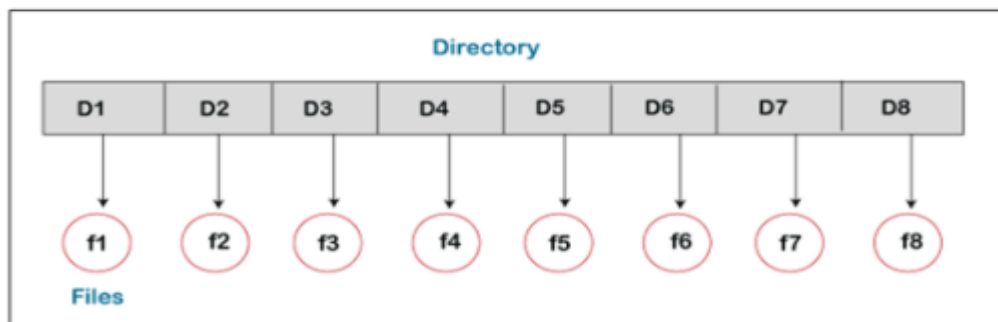 Directory
D1 D2 D3 D4 D5 D6 D7 D8
f1 f2 f3 f4 f5 f6 f7 f8
Files